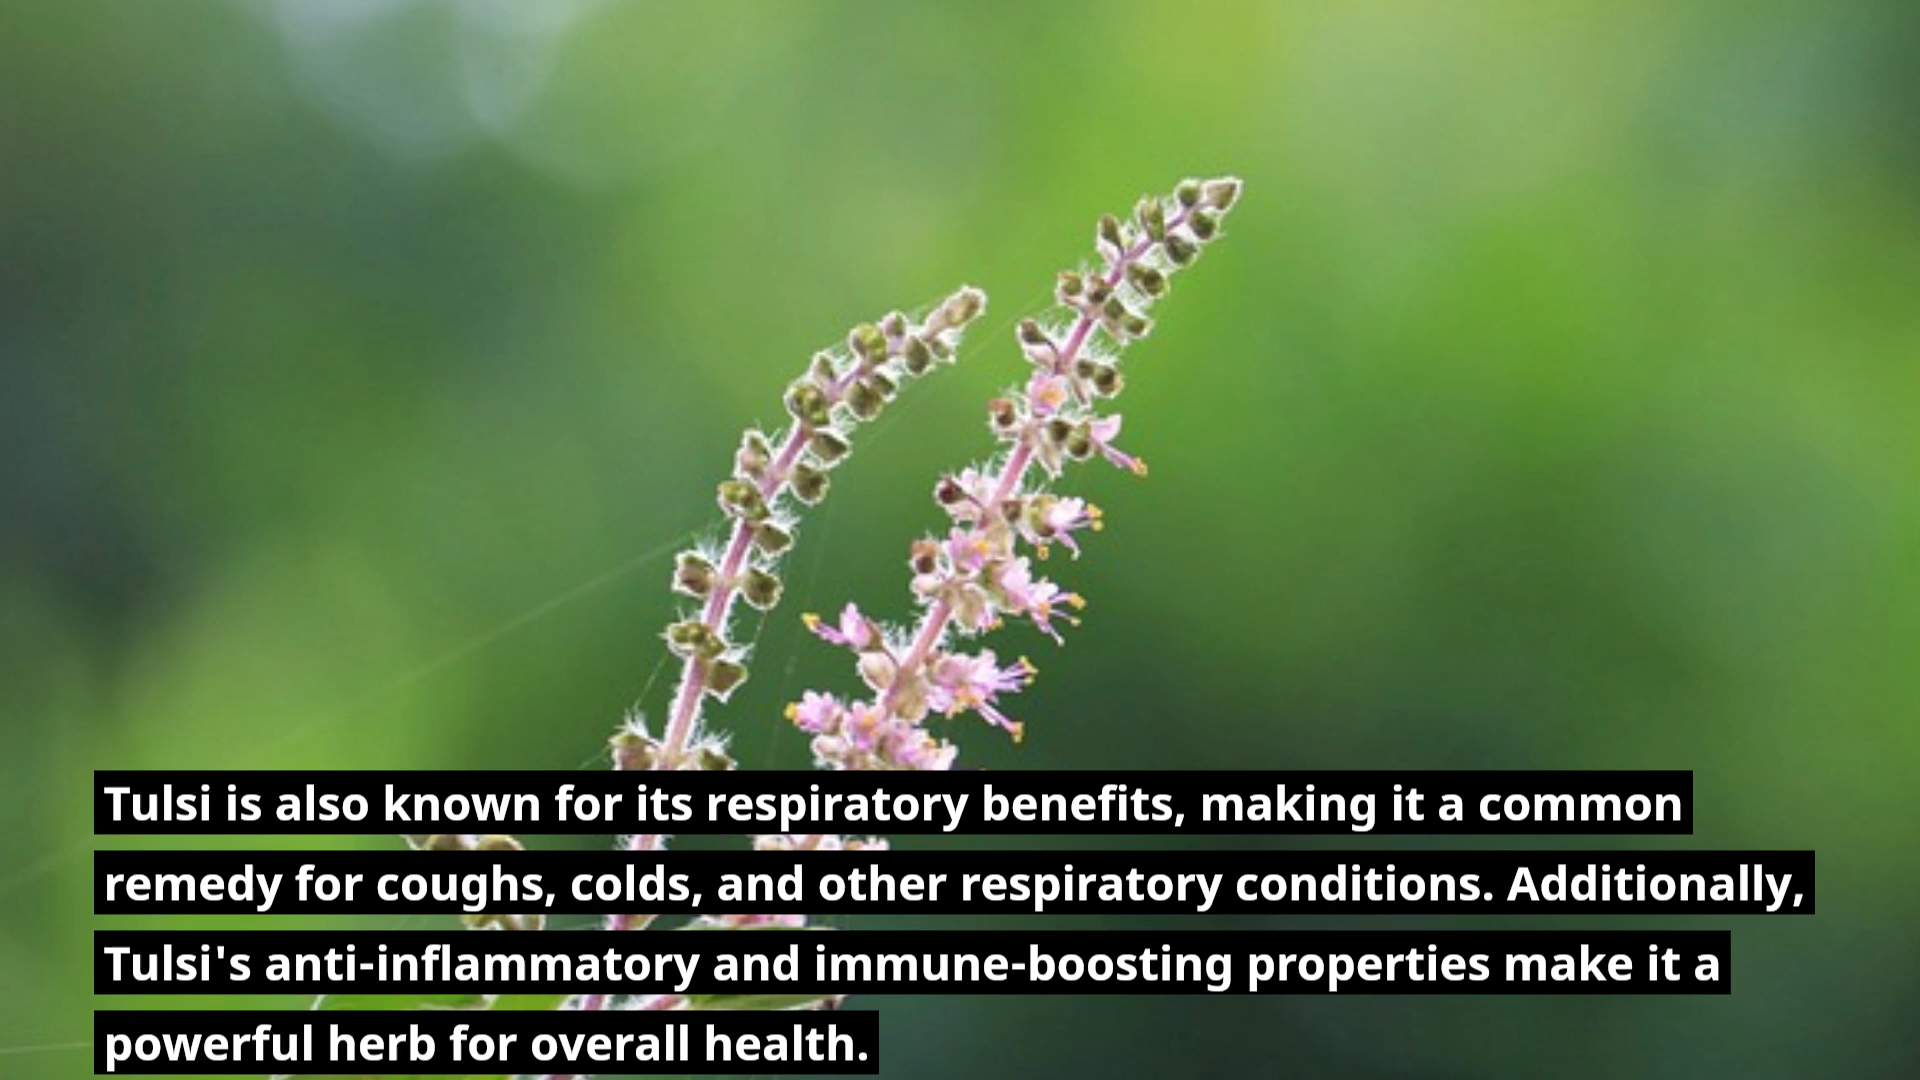 Tulsi is also known for its respiratory benefits, making it a common
remedy for coughs, colds, and other respiratory conditions. Additionally,
Tulsi's anti-inflammatory and immune-boosting properties make it a
powerful herb for overall health.